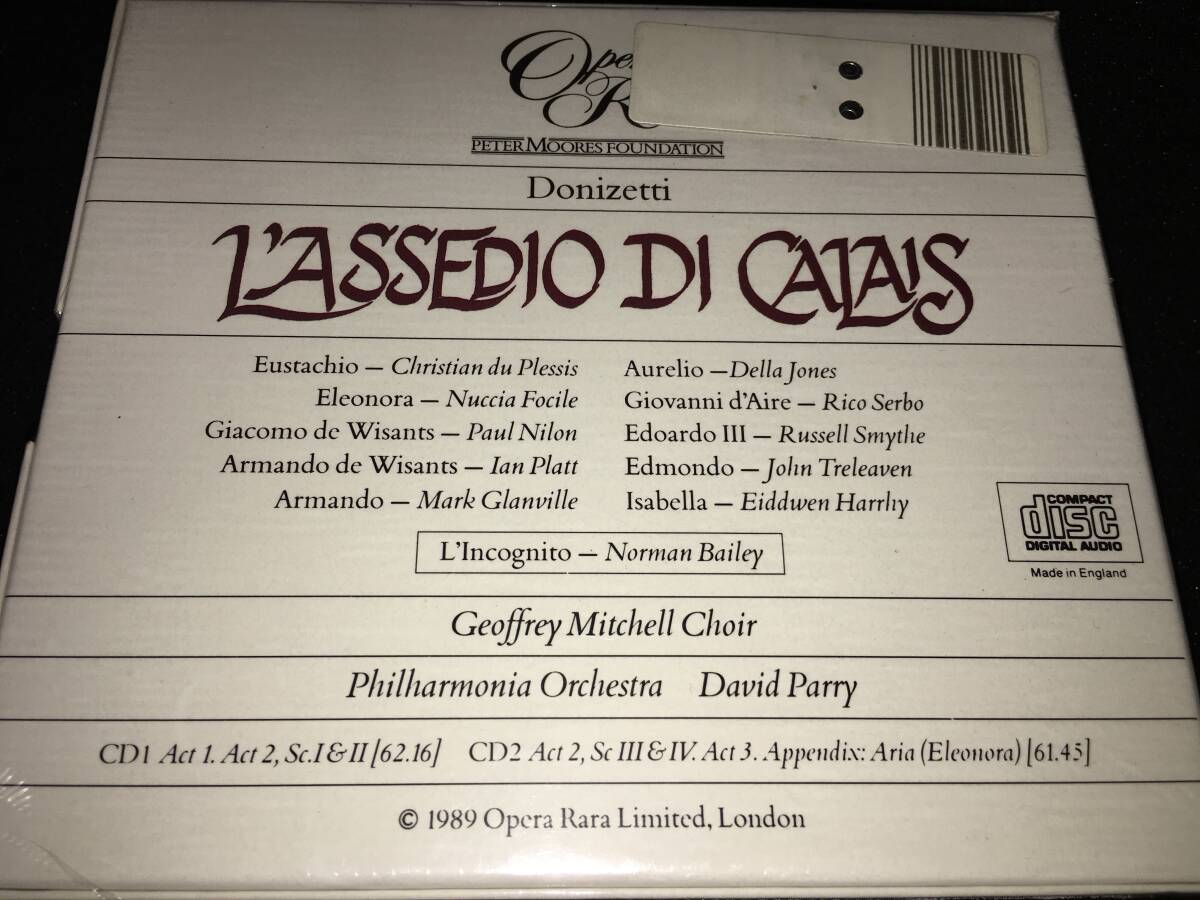 Opera
R
PETER MOORES FOUNDATION
Donizetti
L'ASSEDIO DI CALAIS
Eustachio — Christian du Plessis
Eleonora — Nuccia Focile
Giacomo de Wisants — Paul Nilon
Armando de Wisants — Ian Platt
Armando — Mark Glanville
Aurelio —Della Jones
Giovanni d'Aire — Rico Serbo
Edoardo III — Russell Smythe
Edmondo — John Treleaven
Isabella — Eiddwen Harrhy
L'Incognito — Norman Bailey
COMPACT
disc
DIGITAL AUDIO
Made in England
Geoffrey Mitchell Choir
Philharmonia Orchestra David Parry
CD1 Act 1. Act 2, Sc.I & II [62.16] CD2 Act 2, Sc III & IV. Act 3. Appendix: Aria (Eleonora) [61.45]
© 1989 Opera Rara Limited, London